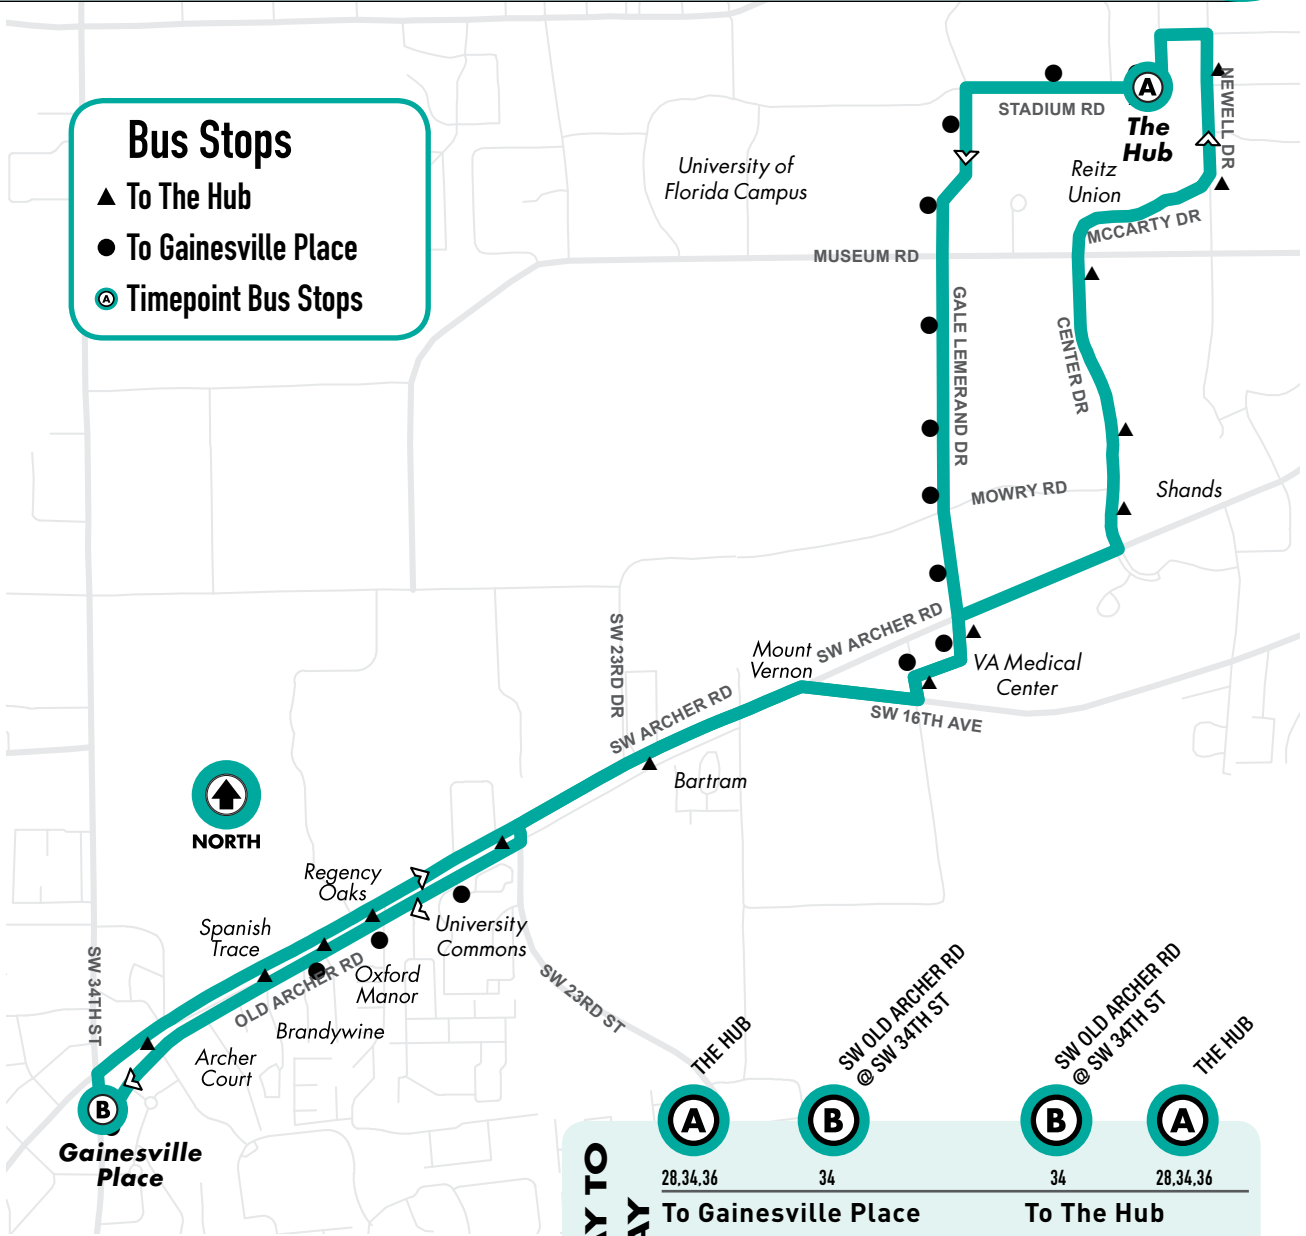 Bus Stops
To The Hub
To Gainesville Place
A Timepoint Bus Stops
A
The
Hub
STADIUM RD
NEWELL DR
University of
Florida Campus
Reitz
Union
MCCARTY DR
MUSEUM RD
GALE LEMERAND DR
CENTER DR
MOWRY RD
Shands
SW ARCHER RD
SW 23RD DR
Mount
Vernon
VA Medical
Center
SW 16TH AVE
SW ARCHER RD
Bartram
NORTH
Regency
Oaks
University
Commons
Spanish
Trace
OLD ARCHER RD
Oxford
Manor
SW 34TH ST
SW 23RD ST
Brandywine
Archer
Court
B
Gainesville
Place
THE HUB
SW OLD ARCHER RD
@ SW 34TH ST
SW OLD ARCHER RD
@ SW 34TH ST
THE HUB
A
B
B
A
28,34,36
34
34
28,34,36
To Gainesville Place
To The Hub